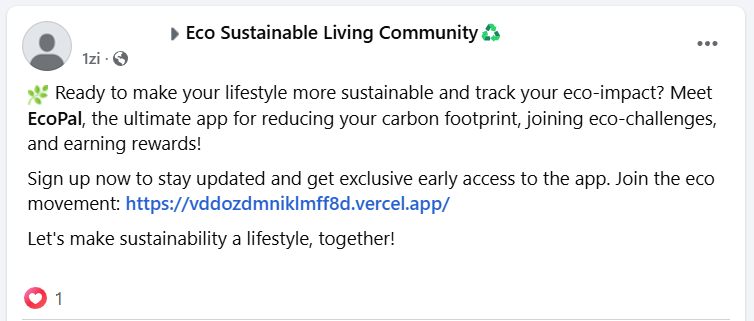 Eco Sustainable Living Community♻️
1zi ·
🌿 Ready to make your lifestyle more sustainable and track your eco-impact? Meet
EcoPal, the ultimate app for reducing your carbon footprint, joining eco-challenges,
and earning rewards!
Sign up now to stay updated and get exclusive early access to the app. Join the eco
movement: https://vddozdmniklmff8d.vercel.app/
Let's make sustainability a lifestyle, together!
1